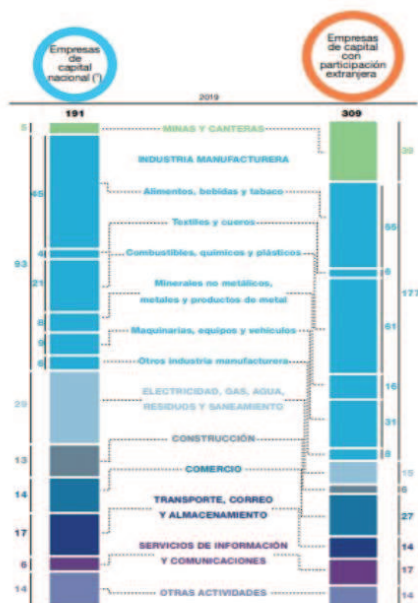 Empresas
de
capital
nacional (¹)
Empresas
de capital
con
participación
extranjera
2019
191
309
5
MINAS Y CANTERAS
39
INDUSTRIA MANUFACTURERA
45
Alimentos, bebidas y tabaco
55
Textiles y cueros
4
Combustibles, químicos y plásticos
6
93
177
21
Minerales no metálicos,
metales y productos de metal
61
8
Maquinarias, equipos y vehículos
9
16
6
Otros industria manufacturera
31
8
29
ELECTRICIDAD, GAS, AGUA,
RESIDUOS Y SANEAMIENTO
15
13
CONSTRUCCIÓN
6
14
COMERCIO
27
17
TRANSPORTE, CORREO
Y ALMACENAMIENTO
14
6
SERVICIOS DE INFORMACIÓN
Y COMUNICACIONES
17
14
OTRAS ACTIVIDADES
14